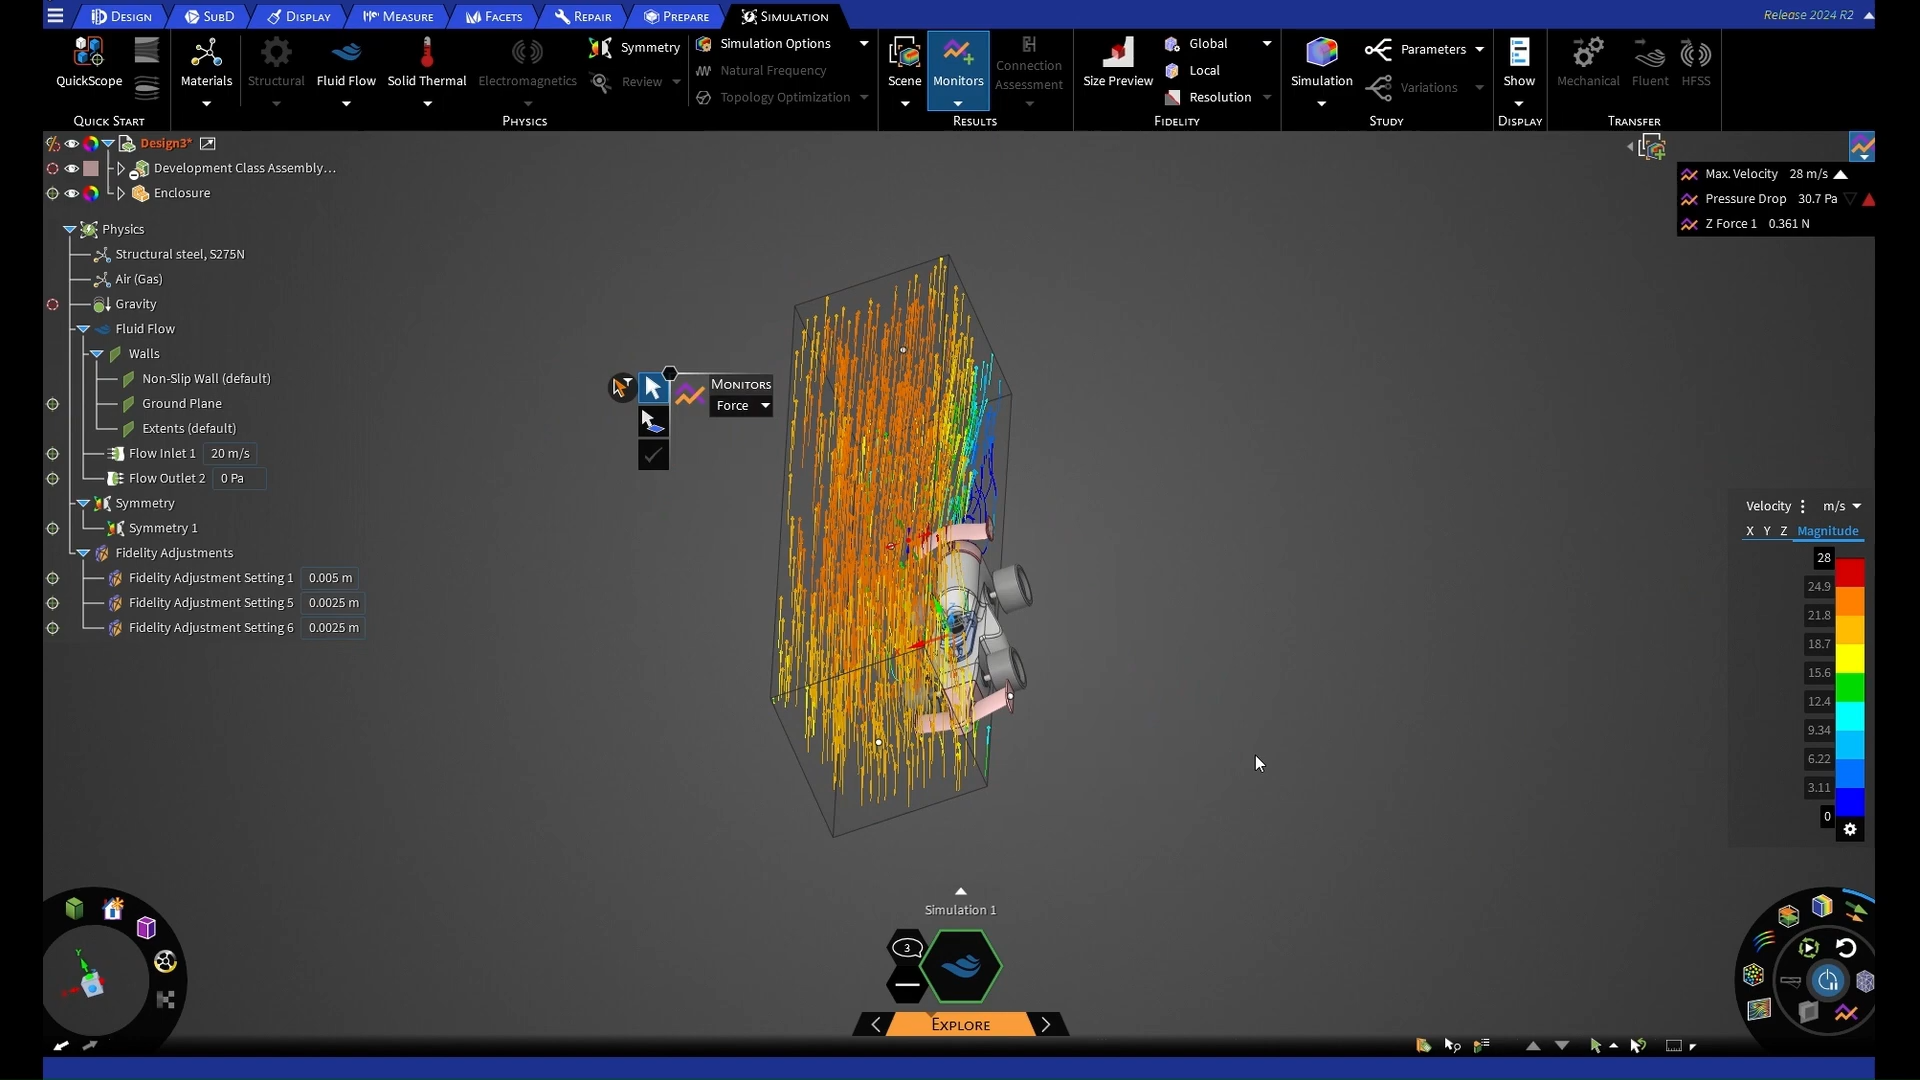 DESIGN
SUBD
DISPLAY
MEASURE
FACETS
REPAIR
PREPARE
SIMULATION
Release 2024 R2
QuickScope
Materials
Structural
Fluid Flow
Solid Thermal
Electromagnetics
Symmetry
Review
Simulation Options
Natural Frequency
Topology Optimization
Scene
Monitors
Connection
Assessment
Size Preview
Global
Local
Resolution
Simulation
Parameters
Variations
Show
Mechanical
Fluent
HFSS
QUICK START
PHYSICS
RESULTS
FIDELITY
STUDY
DISPLAY
TRANSFER
Design3*
Development Class Assembly...
Enclosure
Physics
Structural steel, S275N
Air (Gas)
Gravity
Fluid Flow
Walls
Non-Slip Wall (default)
Ground Plane
Extents (default)
Flow Inlet 1 20 m/s
Flow Outlet 2 0 Pa
Symmetry
Symmetry 1
Fidelity Adjustments
Fidelity Adjustment Setting 1 0.005 m
Fidelity Adjustment Setting 5 0.0025 m
Fidelity Adjustment Setting 6 0.0025 m
MONITORS
Force
Max. Velocity 28 m/s
Pressure Drop 30.7 Pa
Z Force 1 0.361 N
Velocity m/s
X Y Z Magnitude
28
24.9
21.8
18.7
15.6
12.4
9.34
6.22
3.11
0
Y
Simulation 1
3
EXPLORE